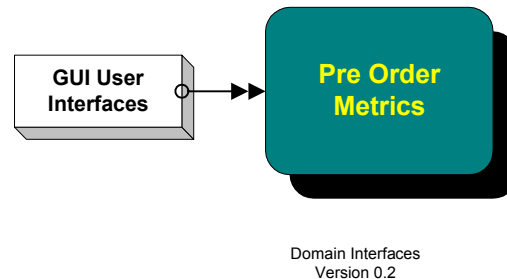 GUI User
Interfaces
Pre Order
Metrics
Domain Interfaces
Version 0.2